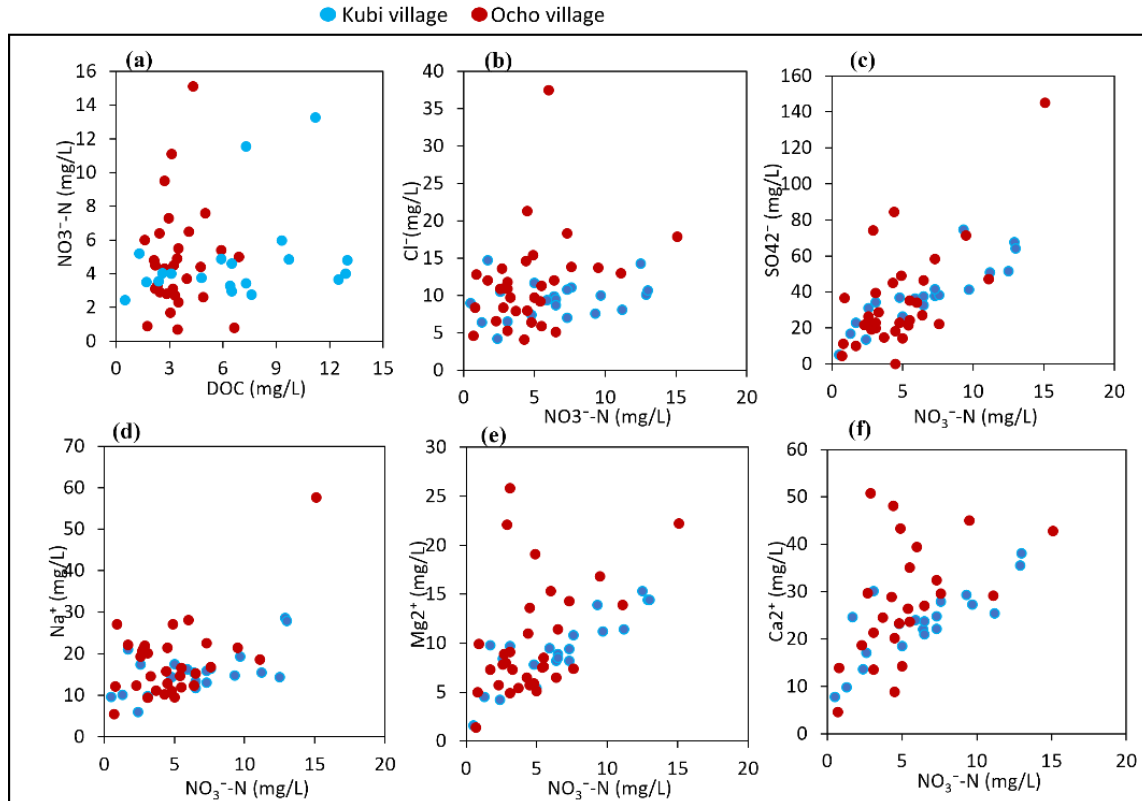 Kubi village Ocho village
(a)
NO3⁻-N (mg/L)
16
14
12
10
8
6
4
2
0
0 3 6 9 12 15
DOC (mg/L)
(b)
Cl⁻(mg/L)
40
35
30
25
20
15
10
5
0
0 5 10 15 20
NO3⁻-N (mg/L)
(c)
SO42⁻ (mg/L)
160
140
120
100
80
60
40
20
0
0 5 10 15 20
NO₃⁻-N (mg/L)
(d)
Na⁺ (mg/L)
70
60
50
40
30
20
10
0
0 5 10 15 20
NO₃⁻-N (mg/L)
(e)
Mg2⁺ (mg/L)
30
25
20
15
10
5
0
0 5 10 15 20
NO₃⁻-N (mg/L)
(f)
Ca2⁺ (mg/L)
60
50
40
30
20
10
0
0 5 10 15 20
NO₃⁻-N (mg/L)